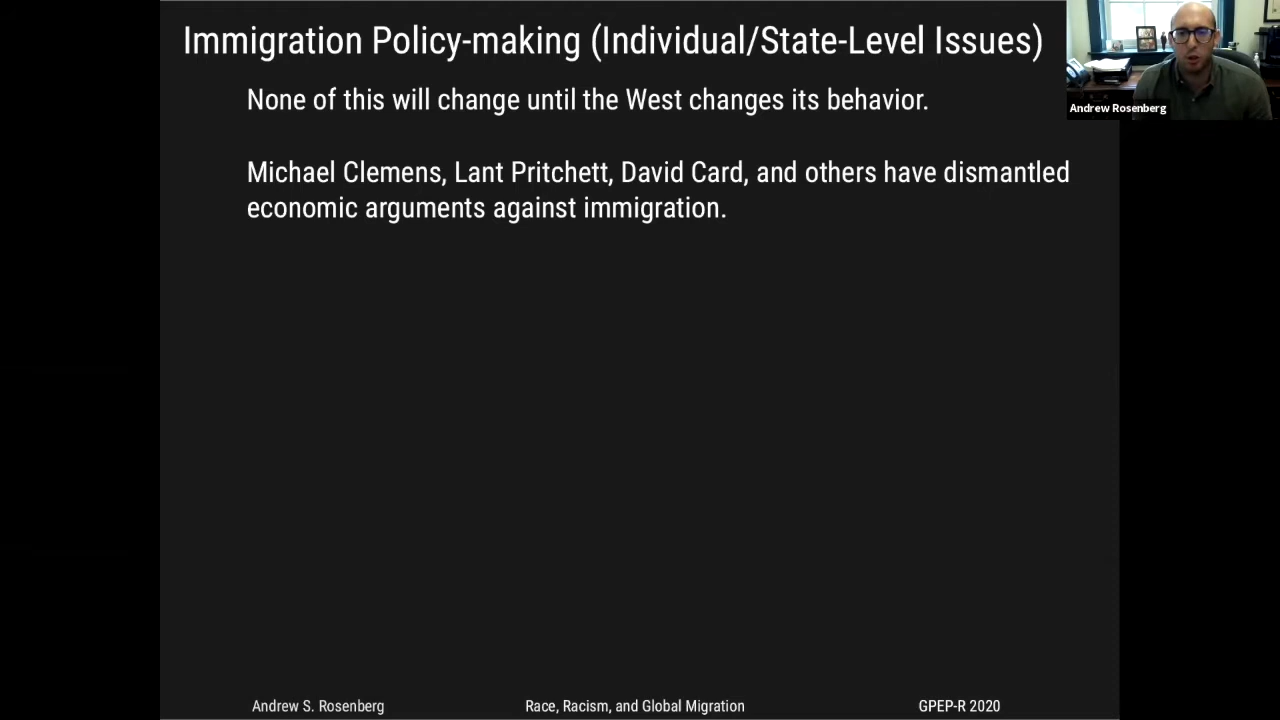 Immigration Policy-making (Individual/State-Level Issues)
Andrew Rosenberg
None of this will change until the West changes its behavior.
Michael Clemens, Lant Pritchett, David Card, and others have dismantled
economic arguments against immigration.
Andrew S. Rosenberg
Race, Racism, and Global Migration
GPEP-R 2020